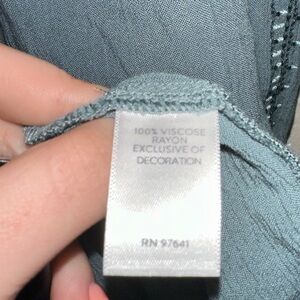 100% VISCOSE
RAYON
EXCLUSIVE OF
DECORATION
RN 97641